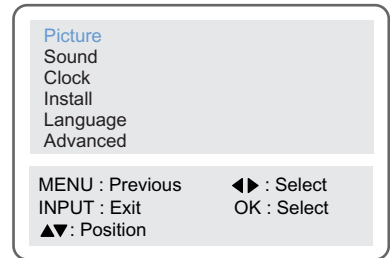 Picture
Sound
Clock
Install
Language
Advanced
MENU : Previous ◀▶ : Select
INPUT : Exit OK : Select
▲▼: Position